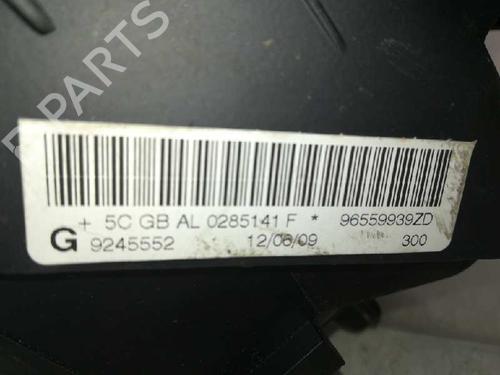 B-PARTS
+ 5C GB AL 0285141 F * 96559939ZD
G 9245552 12/06/09 300